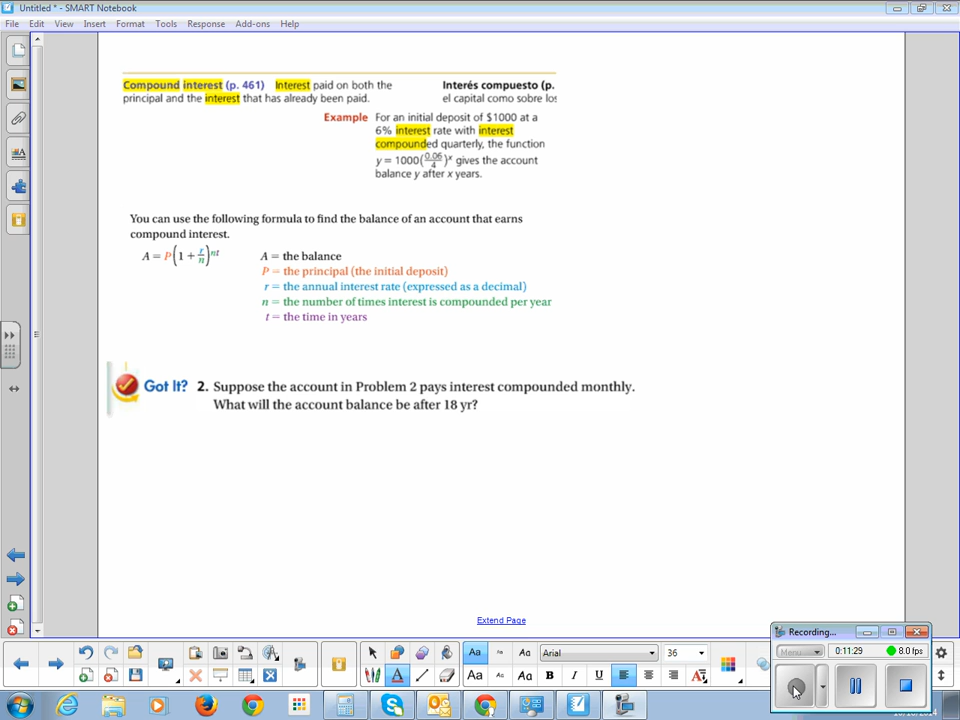 Untitled * - SMART Notebook
File Edit View Insert Format Tools Response Add-ons Help
Compound interest (p. 461) Interest paid on both the
principal and the interest that has already been paid.
Interés compuesto (p.
el capital como sobre los
Example For an initial deposit of $1000 at a
6% interest rate with interest
compounded quarterly, the function
y = 1000(0.06/4)^x gives the account
balance y after x years.
You can use the following formula to find the balance of an account that earns
compound interest.
A = P(1 + r/n)^nt
A = the balance
P = the principal (the initial deposit)
r = the annual interest rate (expressed as a decimal)
n = the number of times interest is compounded per year
t = the time in years
Got It? 2. Suppose the account in Problem 2 pays interest compounded monthly.
What will the account balance be after 18 yr?
Extend Page
Recording...
Menu
0:11:29
8.0 fps
Aa Aa Aa Arial 36
Aa Aa Aa B I U